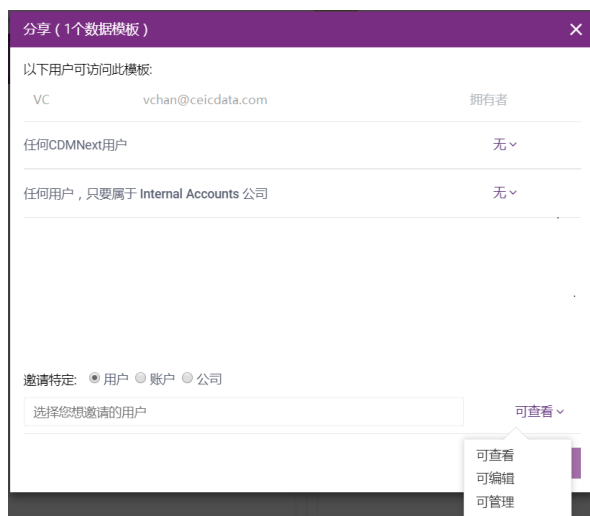 分享 ( 1个数据模板 )
以下用户可访问此模板:
VC vchan@ceicdata.com 拥有者
任何CDMNext用户 无
任何用户 , 只要属于 Internal Accounts 公司 无
邀请特定: 用户 账户 公司
选择您想邀请的用户 可查看
可查看
可编辑
可管理